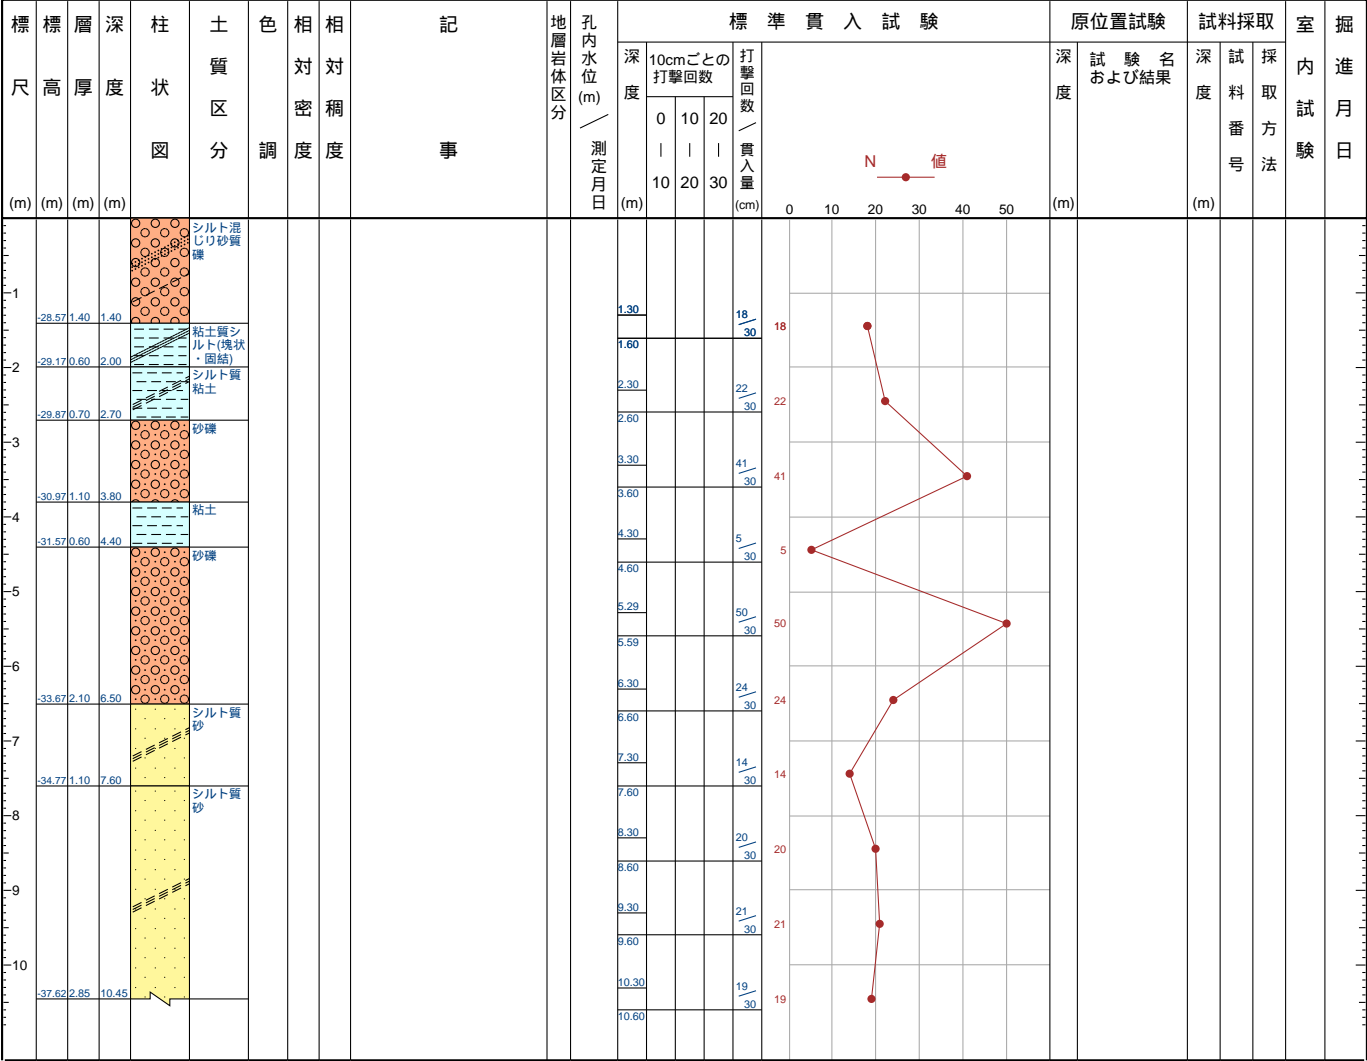 標尺 (m)
標高 (m)
層厚 (m)
深度 (m)
柱状図
土質区分
色調
相対密度
相対稠度
記事
地層岩体区分
孔内水位(m)／測定月日
標準貫入試験
深度 (m)
10cmごとの
打撃回数
0 10 20
｜ ｜ ｜
10 20 30
打撃回数／貫入量 (cm)
N 値
0 10 20 30 40 50
原位置試験
深度 (m)
試験名
および結果
試料採取
深度 (m)
試料番号
採取方法
室内試験
掘進月日
シルト混
じり砂質
礫
1
-28.57 1.40 1.40
1.30 18/30 18
1.60
粘土質シ
ルト(塊状
・固結)
-29.17 0.60 2.00
2
シルト質
粘土
2.30 22/30 22
2.60
-29.87 0.70 2.70
砂礫
3
3.30 41/30 41
3.60
-30.97 1.10 3.80
粘土
4
4.30 5/30 5
4.60
-31.57 0.60 4.40
砂礫
5
5.29 50/30 50
5.59
6
6.30 24/30 24
6.60
-33.67 2.10 6.50
シルト質
砂
7
7.30 14/30 14
7.60
-34.77 1.10 7.60
シルト質
砂
8
8.30 20/30 20
8.60
9
9.30 21/30 21
9.60
10
10.30 19/30 19
10.60
-37.62 2.85 10.45